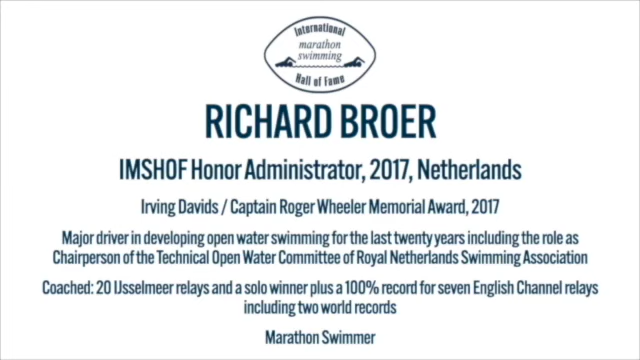 International
marathon
swimming
Hall of Fame
RICHARD BROER
IMSHOF Honor Administrator, 2017, Netherlands
Irving Davids / Captain Roger Wheeler Memorial Award, 2017
Major driver in developing open water swimming for the last twenty years including the role as
Chairperson of the Technical Open Water Committee of Royal Netherlands Swimming Association
Coached: 20 IJsselmeer relays and a solo winner plus a 100% record for seven English Channel relays
including two world records
Marathon Swimmer